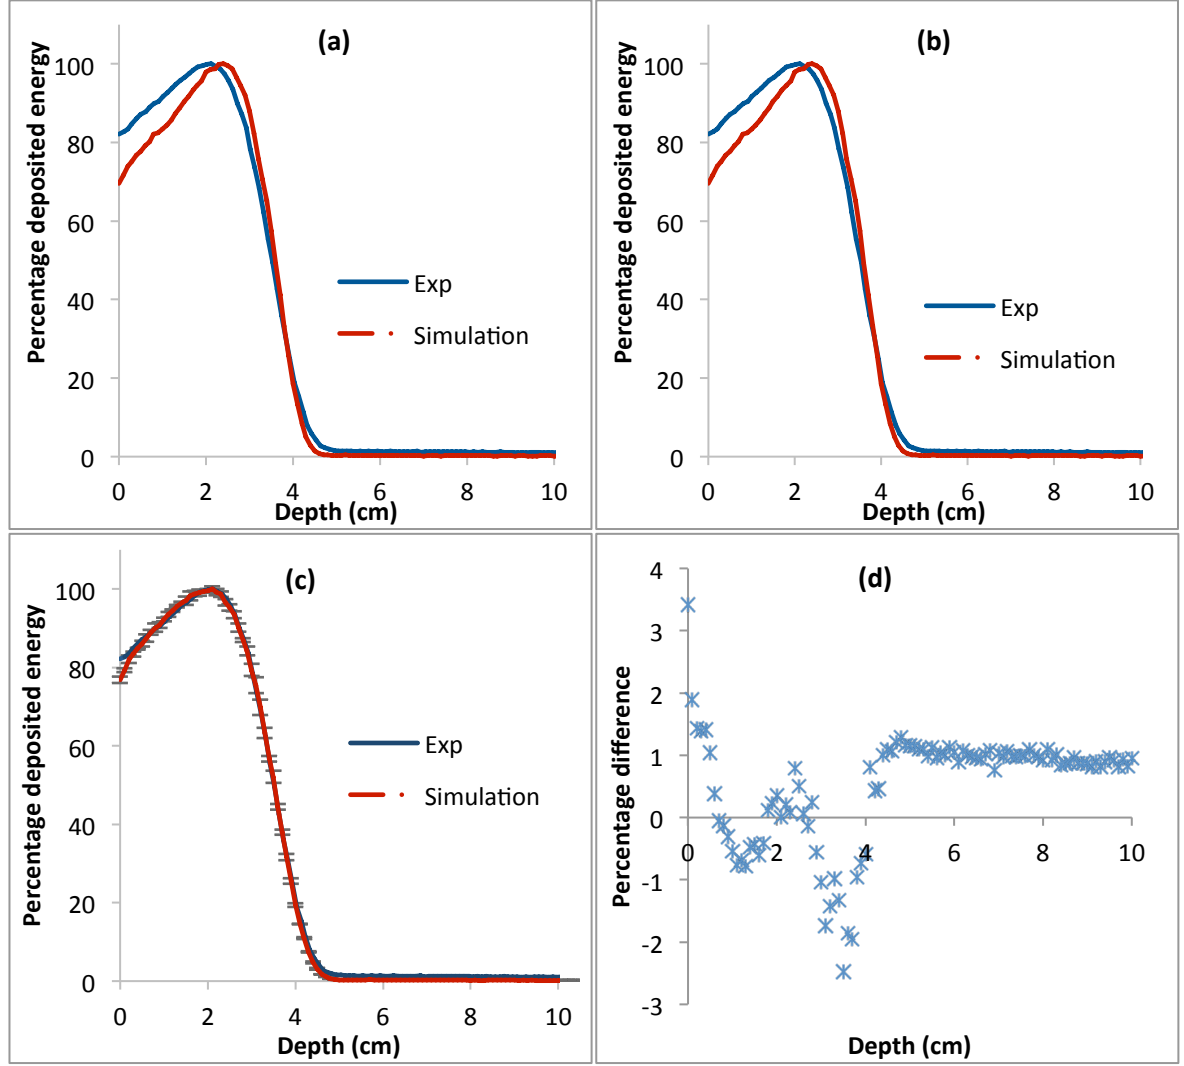 (a)
Percentage deposited energy
100
80
60
40
20
0
Exp
Simulation
0 2 4 6 8 10
Depth (cm)
(b)
Percentage deposited energy
100
80
60
40
20
0
Exp
Simulation
0 2 4 6 8 10
Depth (cm)
(c)
Percentage deposited energy
100
80
60
40
20
0
Exp
Simulation
0 2 4 6 8 10
Depth (cm)
(d)
Percentage difference
4
3
2
1
0
-1
-2
-3
0 2 4 6 8 10
Depth (cm)